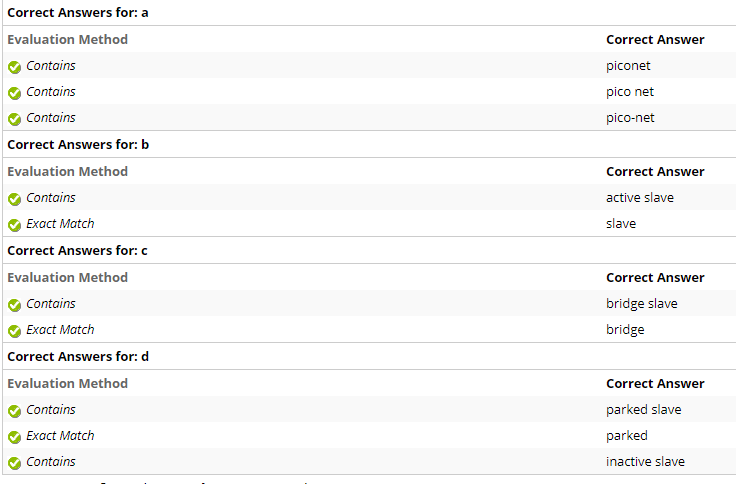 Correct Answers for: a
Evaluation Method Correct Answer
Contains piconet
Contains pico net
Contains pico-net
Correct Answers for: b
Evaluation Method Correct Answer
Contains active slave
Exact Match slave
Correct Answers for: c
Evaluation Method Correct Answer
Contains bridge slave
Exact Match bridge
Correct Answers for: d
Evaluation Method Correct Answer
Contains parked slave
Exact Match parked
Contains inactive slave